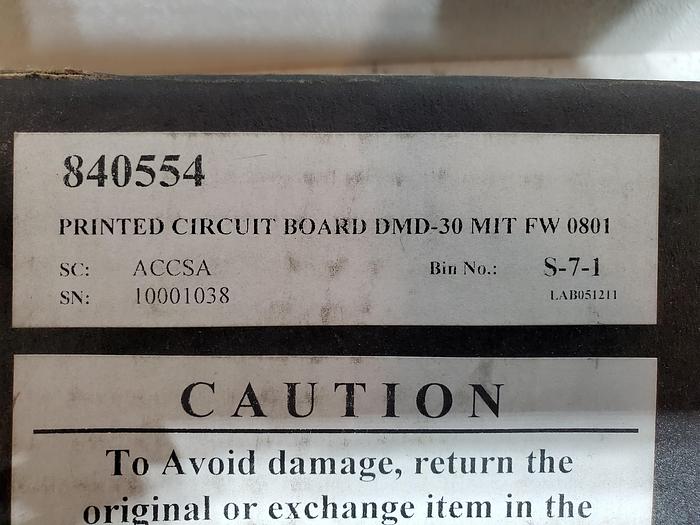 840554
PRINTED CIRCUIT BOARD DMD-30 MIT FW 0801
SC: ACCSA Bin No.: S-7-1
SN: 10001038 LAB051211
CAUTION
To Avoid damage, return the
original or exchange item in the